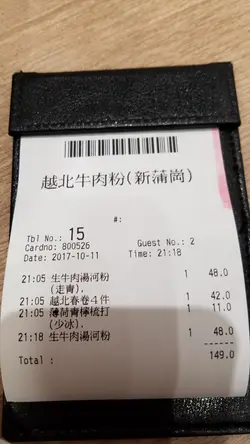 越北牛肉粉(新蒲崗)
#:
Tbl No.: 15
Cardno: 800526 Guest No.: 2
Date: 2017-10-11 Time: 21:18
21:05 生牛肉湯河粉 1 48.0
(走青).
21:05 越北春卷4件 1 42.0
21:05 薄荷青檸梳打 1 11.0
(少冰).
21:18 生牛肉湯河粉 1 48.0
Total : 149.0